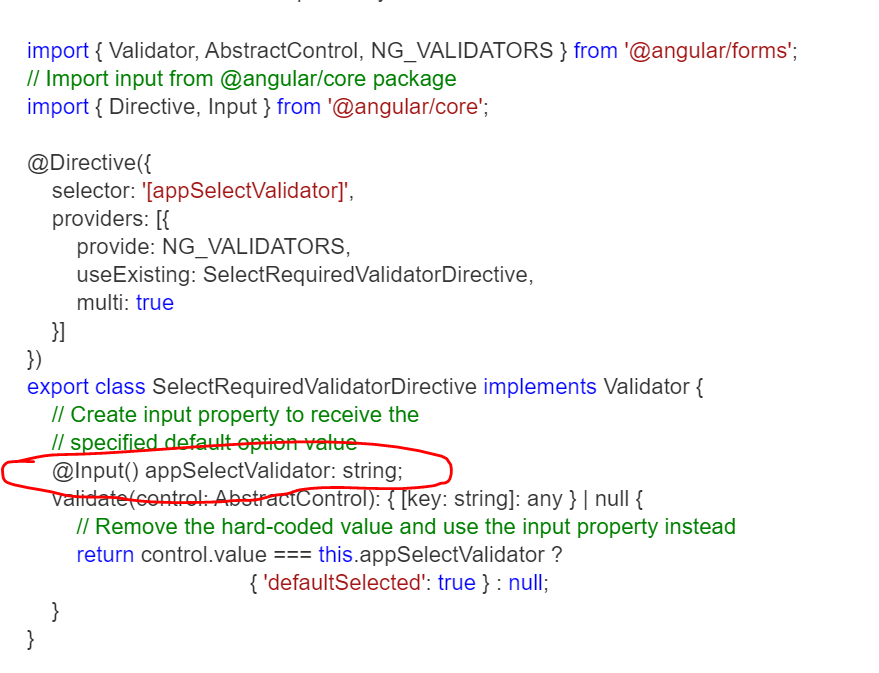 import { Validator, AbstractControl, NG_VALIDATORS } from '@angular/forms';
// Import input from @angular/core package
import { Directive, Input } from '@angular/core';
@Directive({
selector: '[appSelectValidator]',
providers: [{
provide: NG_VALIDATORS,
useExisting: SelectRequiredValidatorDirective,
multi: true
}]
})
export class SelectRequiredValidatorDirective implements Validator {
// Create input property to receive the
// specified default option value
@Input() appSelectValidator: string;
validate(control: AbstractControl): { [key: string]: any } | null {
// Remove the hard-coded value and use the input property instead
return control.value === this.appSelectValidator ?
{ 'defaultSelected': true } : null;
}
}